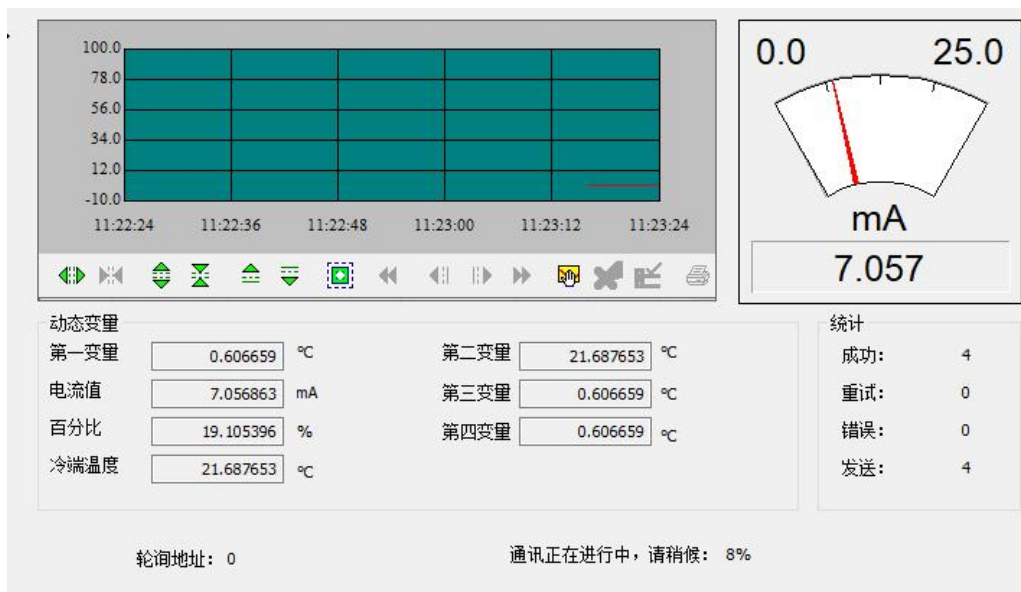 100.0
78.0
56.0
34.0
12.0
-10.0
11:22:24 11:22:36 11:22:48 11:23:00 11:23:12 11:23:24
0.0 25.0
mA
7.057
动态变量
第一变量 0.606659 ℃ 第二变量 21.687653 ℃
电流值 7.056863 mA 第三变量 0.606659 ℃
百分比 19.105396 % 第四变量 0.606659 ℃
冷端温度 21.687653 ℃
统计
成功: 4
重试: 0
错误: 0
发送: 4
轮询地址: 0 通讯正在进行中，请稍候: 8%